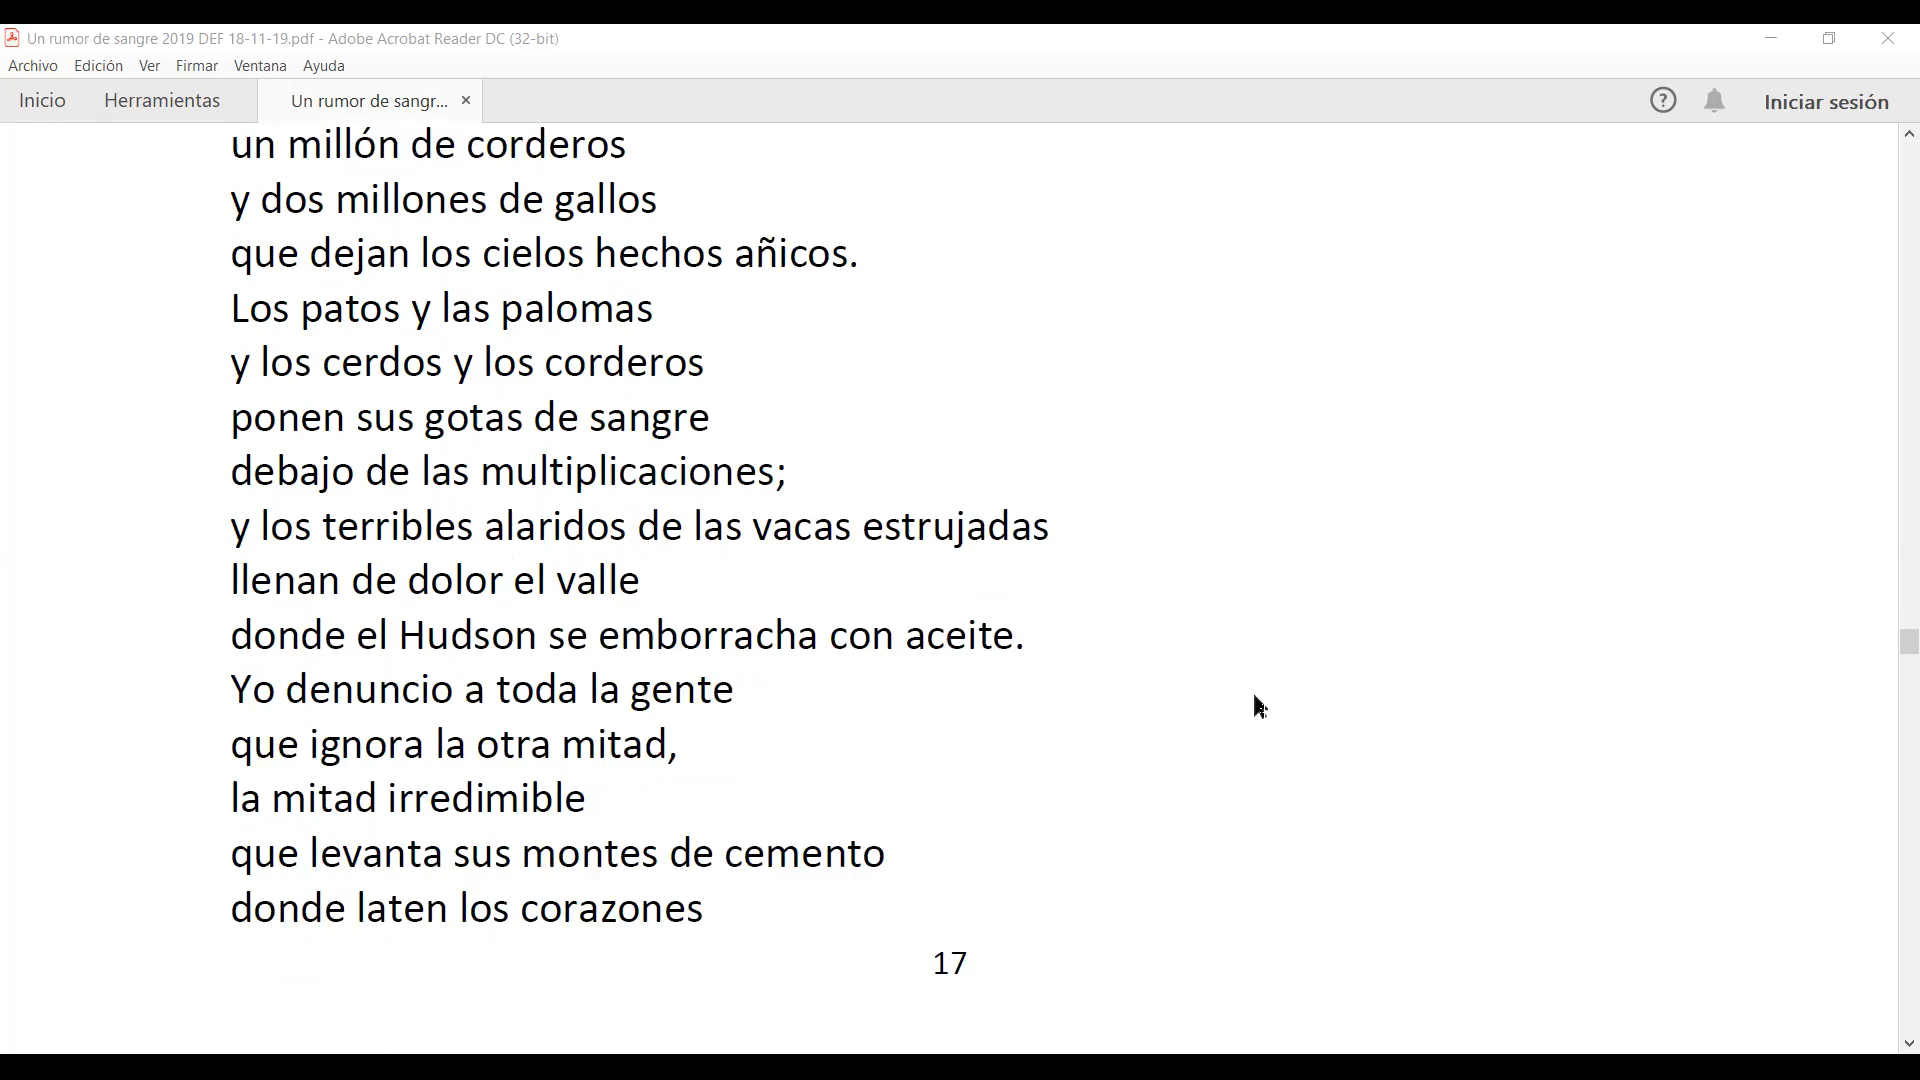 Un rumor de sangre 2019 DEF 18-11-19.pdf - Adobe Acrobat Reader DC (32-bit)
Archivo Edición Ver Firmar Ventana Ayuda
Inicio Herramientas Un rumor de sangr... × ? Iniciar sesión
un millón de corderos
y dos millones de gallos
que dejan los cielos hechos añicos.
Los patos y las palomas
y los cerdos y los corderos
ponen sus gotas de sangre
debajo de las multiplicaciones;
y los terribles alaridos de las vacas estrujadas
llenan de dolor el valle
donde el Hudson se emborracha con aceite.
Yo denuncio a toda la gente
que ignora la otra mitad,
la mitad irredimible
que levanta sus montes de cemento
donde laten los corazones
17